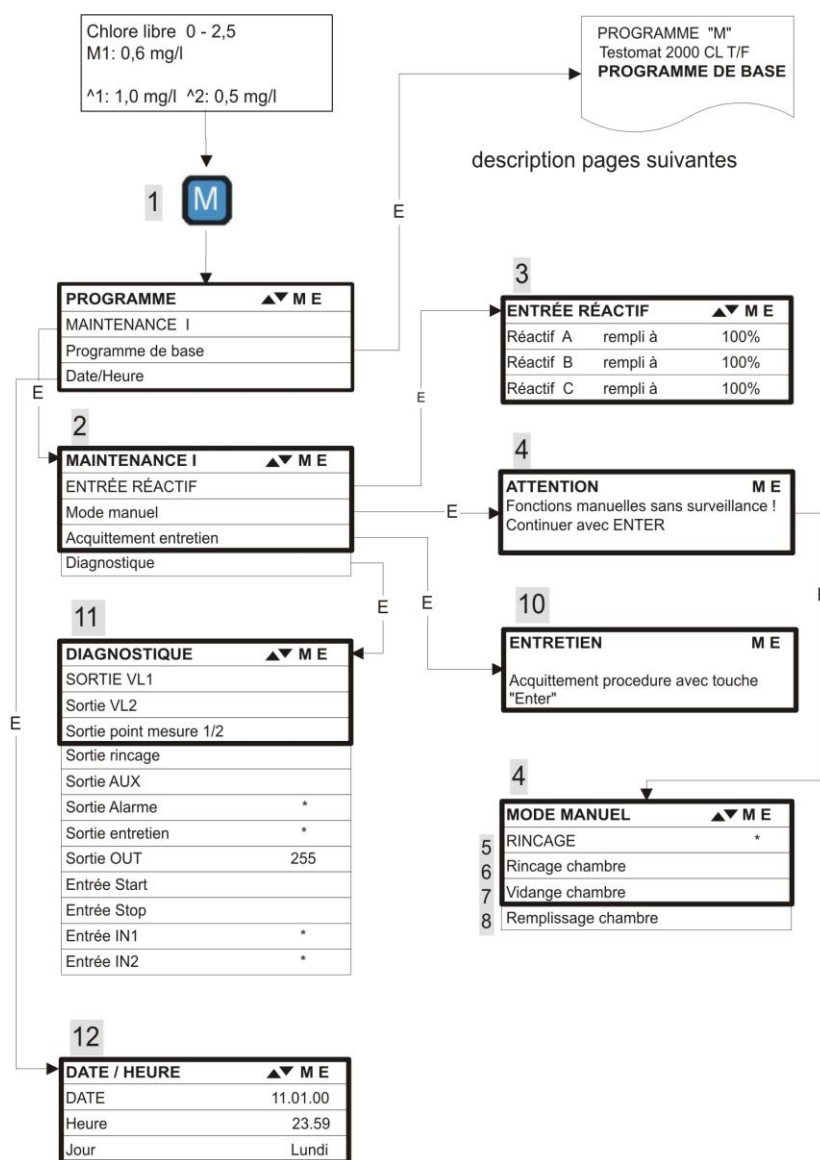 Chlore libre 0 - 2,5
M1: 0,6 mg/l
^1: 1,0 mg/l ^2: 0,5 mg/l
PROGRAMME "M"
Testomat 2000 CL T/F
PROGRAMME DE BASE
description pages suivantes
1
M
E
PROGRAMME ▲▼ M E
MAINTENANCE I
Programme de base
Date/Heure
E
2
MAINTENANCE I ▲▼ M E
ENTRÉE RÉACTIF
Mode manuel
Acquittement entretien
Diagnostique
E
3
ENTRÉE RÉACTIF ▲▼ M E
Réactif A rempli à 100%
Réactif B rempli à 100%
Réactif C rempli à 100%
E
4
ATTENTION M E
Fonctions manuelles sans surveillance !
Continuer avec ENTER
E
E
10
ENTRETIEN M E
Acquittement procedure avec touche
"Enter"
11
DIAGNOSTIQUE ▲▼ M E
SORTIE VL1
Sortie VL2
Sortie point mesure 1/2
Sortie rincage
Sortie AUX
Sortie Alarme *
Sortie entretien *
Sortie OUT 255
Entrée Start
Entrée Stop
Entrée IN1 *
Entrée IN2 *
E
4
MODE MANUEL ▲▼ M E
5 RINCAGE *
6 Rincage chambre
7 Vidange chambre
8 Remplissage chambre
12
DATE / HEURE ▲▼ M E
DATE 11.01.00
Heure 23.59
Jour Lundi